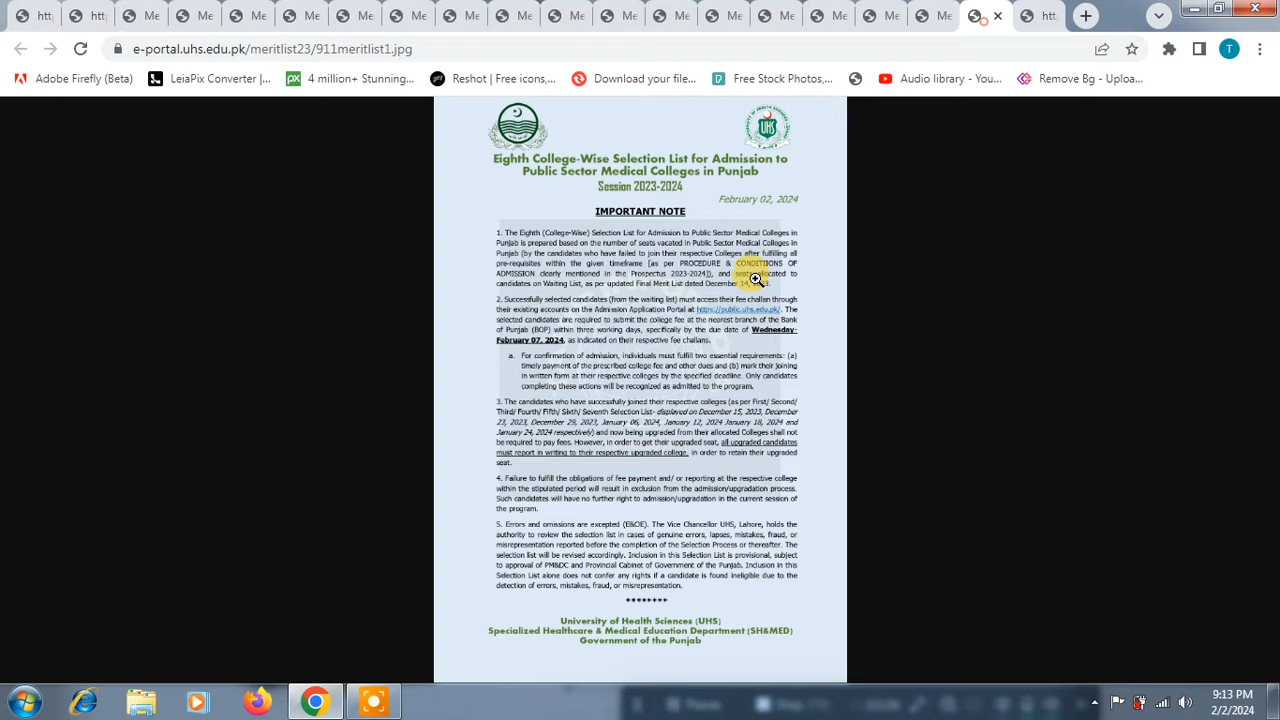 htt
Me
e-portal.uhs.edu.pk/meritlist23/911meritlist1.jpg
T
Adobe Firefly (Beta)
LeiaPix Converter |...
4 million+ Stunning...
Reshot | Free icons,...
Download your file...
Free Stock Photos,...
Audio library - You...
Remove Bg - Uploa...
UHS
Eighth College-Wise Selection List for Admission to
Public Sector Medical Colleges in Punjab
Session 2023-2024
February 02, 2024
IMPORTANT NOTE
1. The Eighth (College-Wise) Selection List for Admission to Public Sector Medical Colleges in
Punjab is prepared based on the number of seats vacated in Public Sector Medical Colleges in
Punjab (by the candidates who have failed to join their respective Colleges after fulfilling all
pre-requisites within the given timeframe [as per PROCEDURE & CONDITIIONS OF
ADMISSION clearly mentioned in the Prospectus 2023-2024]), and seats allocated to
candidates on Waiting List, as per updated Final Merit List dated December 14, 2023.
2. Successfully selected candidates (from the waiting list) must access their fee challan through
their existing accounts on the Admission Application Portal at https://public.uhs.edu.pk/. The
selected candidates are required to submit the college fee at the nearest branch of the Bank
of Punjab (BOP) within three working days, specifically by the due date of Wednesday-
February 07, 2024, as indicated on their respective fee challans.
a. For confirmation of admission, individuals must fulfill two essential requirements: (a)
timely payment of the prescribed college fee and other dues and (b) mark their joining
in written form at their respective colleges by the specified deadline. Only candidates
completing these actions will be recognized as admitted to the program.
3. The candidates who have successfully joined their respective colleges (as per First/ Second/
Third/ Fourth/ Fifth/ Sixth/ Seventh Selection List- displayed on December 15, 2023, December
23, 2023, December 29, 2023, January 06, 2024, January 12, 2024 January 18, 2024 and
January 24, 2024 respectively) and now being upgraded from their allocated Colleges shall not
be required to pay fees. However, in order to get their upgraded seat, all upgraded candidates
must report in writing to their respective upgraded college, in order to retain their upgraded
seat.
4. Failure to fulfill the obligations of fee payment and/ or reporting at the respective college
within the stipulated period will result in exclusion from the admission/upgradation process.
Such candidates will have no further right to admission/upgradation in the current session of
the program.
5. Errors and omissions are excepted (E&OE). The Vice Chancellor UHS, Lahore, holds the
authority to review the selection list in cases of genuine errors, lapses, mistakes, fraud, or
misrepresentation reported before the completion of the Selection Process or thereafter. The
selection list will be revised accordingly. Inclusion in this Selection List is provisional, subject
to approval of PM&DC and Provincial Cabinet of Government of the Punjab. Inclusion in this
Selection List alone does not confer any rights if a candidate is found ineligible due to the
detection of errors, mistakes, fraud, or misrepresentation.
********
University of Health Sciences (UHS)
Specialized Healthcare & Medical Education Department (SH&MED)
Government of the Punjab
9:13 PM
2/2/2024